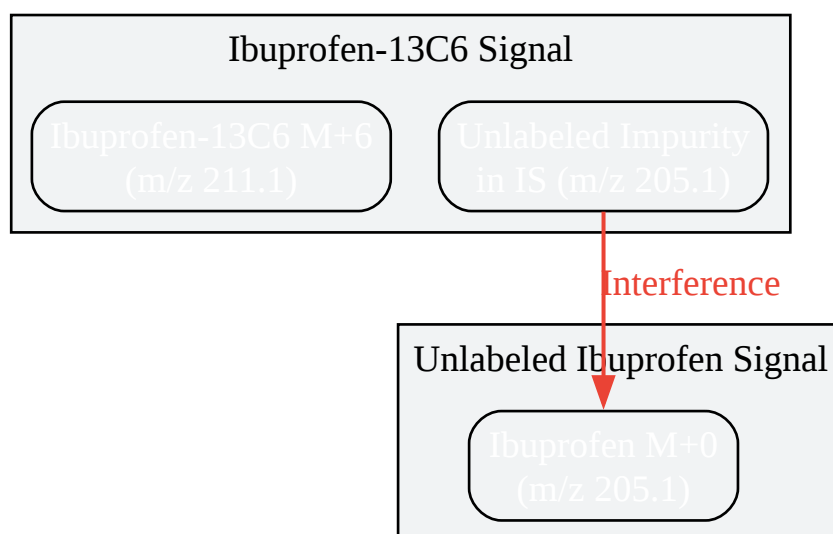 Ibuprofen-13C6 Signal
Ibuprofen-13C6 M+6
(m/z 211.1)
Unlabeled Impurity
in IS (m/z 205.1)
Interference
Unlabeled Ibuprofen Signal
Ibuprofen M+0
(m/z 205.1)